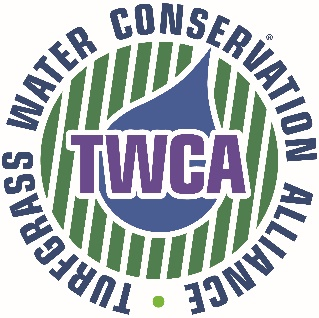 TURFGRASS WATER CONSERVATION ALLIANCE
®
TWCA